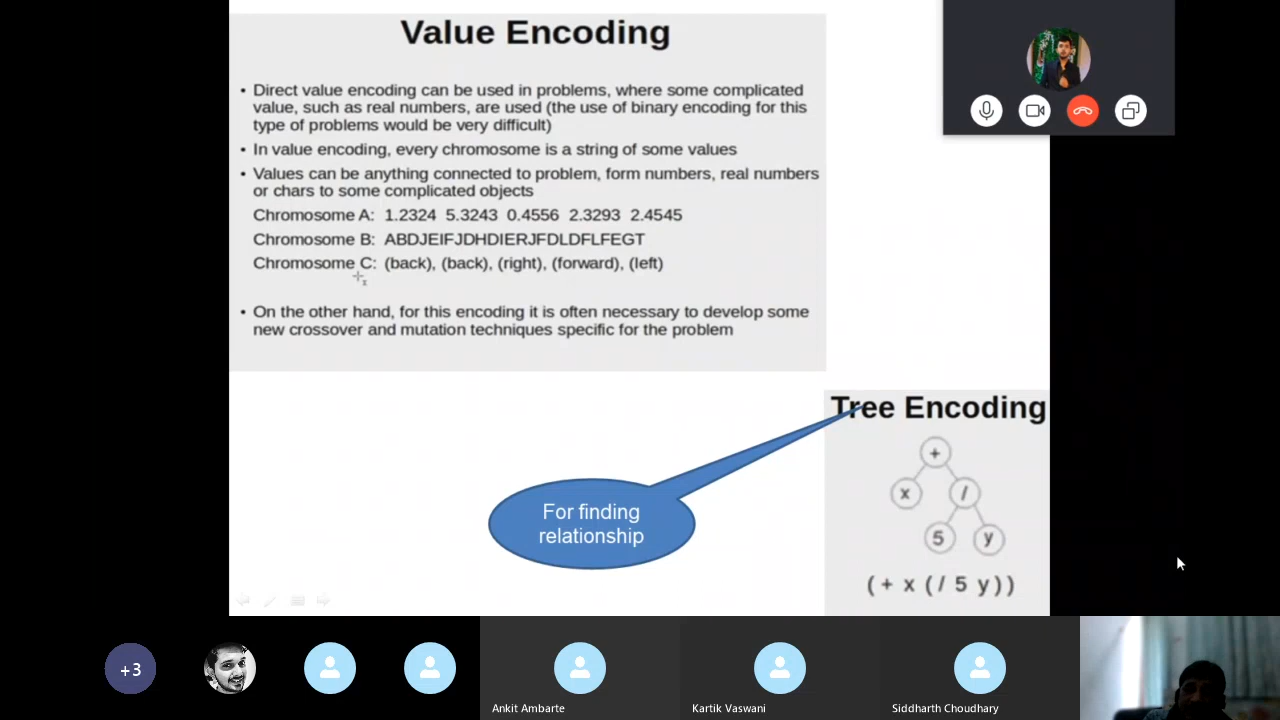 Value Encoding
• Direct value encoding can be used in problems, where some complicated
value, such as real numbers, are used (the use of binary encoding for this
type of problems would be very difficult)
• In value encoding, every chromosome is a string of some values
• Values can be anything connected to problem, form numbers, real numbers
or chars to some complicated objects
Chromosome A: 1.2324 5.3243 0.4556 2.3293 2.4545
Chromosome B: ABDJEIFJDHDIERJFDLDFLFEGT
Chromosome C: (back), (back), (right), (forward), (left)
• On the other hand, for this encoding it is often necessary to develop some
new crossover and mutation techniques specific for the problem
Tree Encoding
+
x /
5 y
( + x ( / 5 y ) )
For finding
relationship
+3
Ankit Ambarte
Kartik Vaswani
Siddharth Choudhary